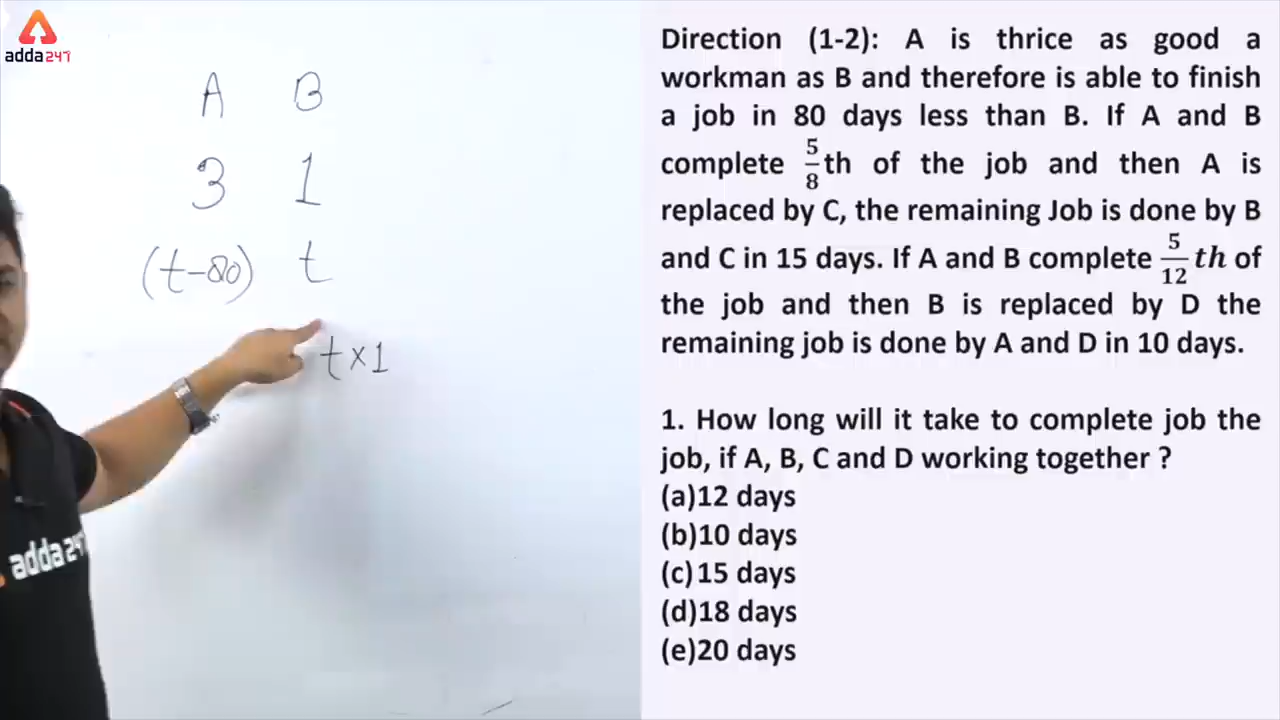 adda247
A B
3 1
(t-80) t
t×1
adda247
Direction (1-2): A is thrice as good a
workman as B and therefore is able to finish
a job in 80 days less than B. If A and B
complete 5/8th of the job and then A is
replaced by C, the remaining Job is done by B
and C in 15 days. If A and B complete 5/12 th of
the job and then B is replaced by D the
remaining job is done by A and D in 10 days.
1. How long will it take to complete job the
job, if A, B, C and D working together ?
(a)12 days
(b)10 days
(c)15 days
(d)18 days
(e)20 days